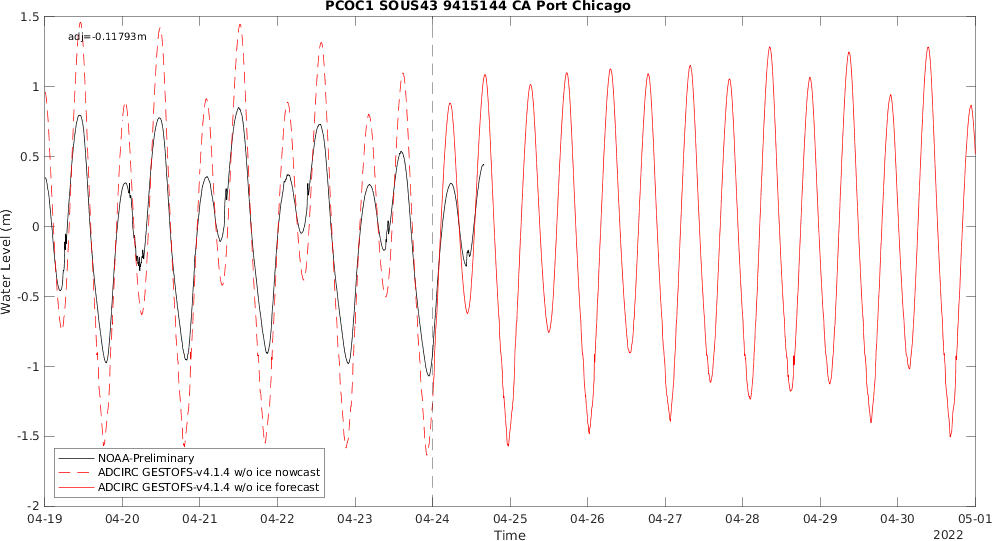 PCOC1 SOUS43 9415144 CA Port Chicago
adj=-0.11793m
1.5
1
0.5
0
-0.5
-1
-1.5
-2
Water Level (m)
NOAA-Preliminary
ADCIRC GESTOFS-v4.1.4 w/o ice nowcast
ADCIRC GESTOFS-v4.1.4 w/o ice forecast
04-19 04-20 04-21 04-22 04-23 04-24 04-25 04-26 04-27 04-28 04-29 04-30 05-01
Time
2022